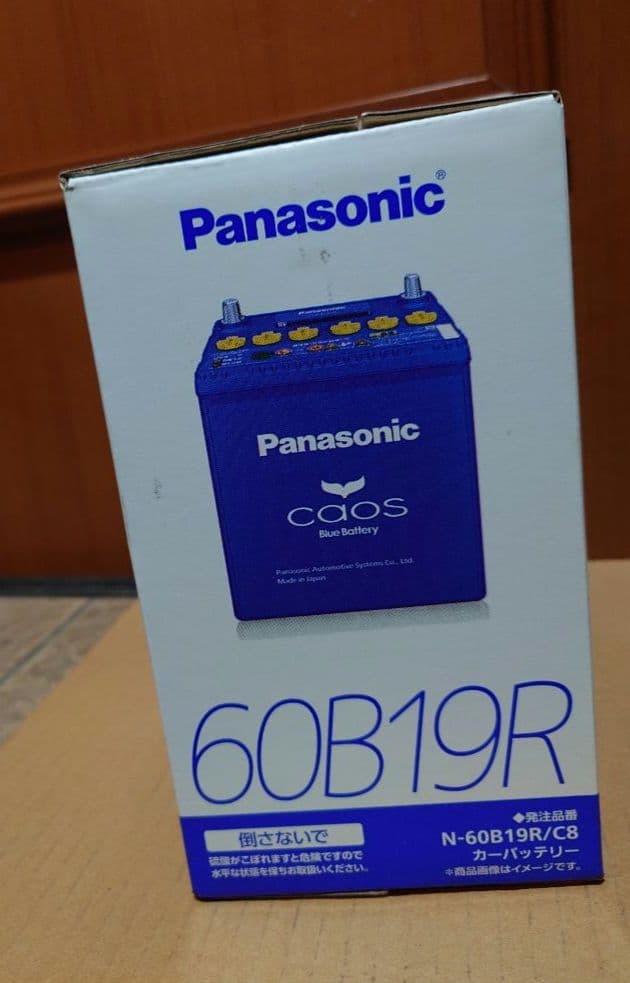 Panasonic®
Panasonic
Panasonic
caos
Blue Battery
Panasonic Automotive Systems Co., Ltd.
Made in Japan
60B19R
倒さないで
硫酸がこぼれますと危険ですので
水平な状態を保ちお取扱いください。
◆発注品番
N-60B19R/C8
カーバッテリー
※商品画像はイメージです。